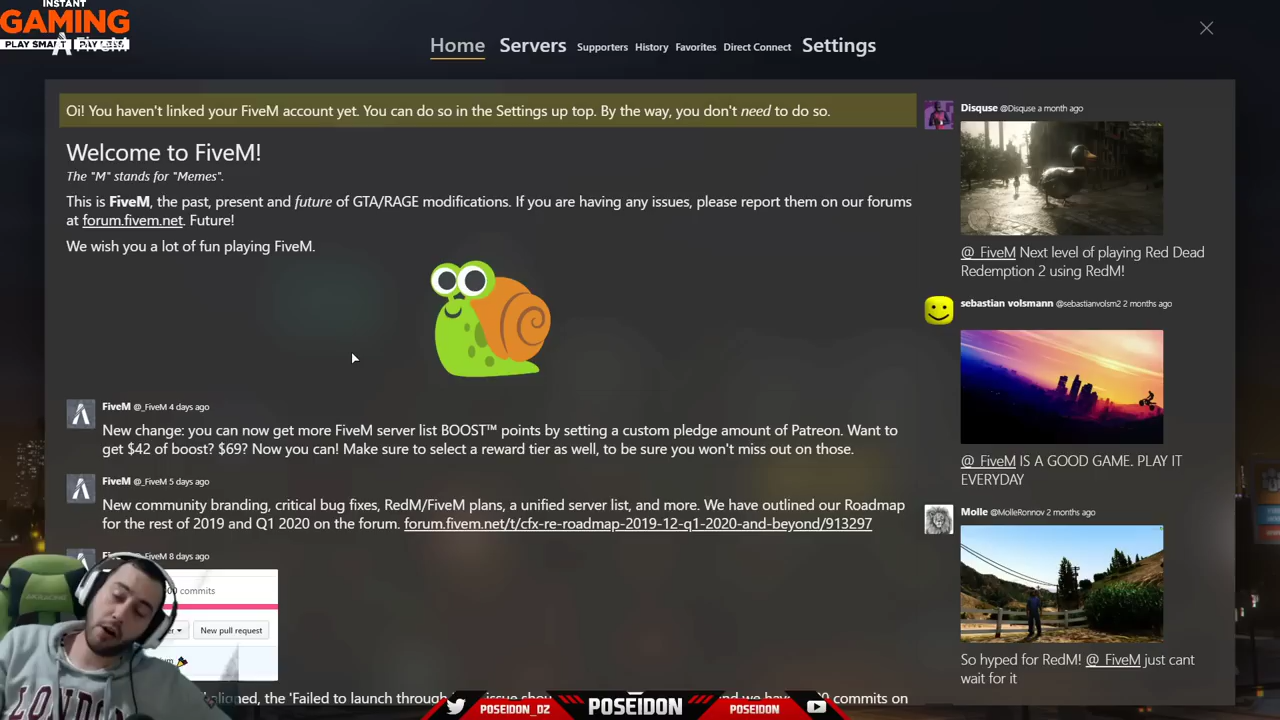 INSTANT
GAMING
PLAY SMART
FiveM
Home Servers Supporters History Favorites Direct Connect Settings
Oi! You haven't linked your FiveM account yet. You can do so in the Settings up top. By the way, you don't need to do so.
Welcome to FiveM!
The "M" stands for "Memes".
This is FiveM, the past, present and future of GTA/RAGE modifications. If you are having any issues, please report them on our forums
at forum.fivem.net. Future!
We wish you a lot of fun playing FiveM.
FiveM @_FiveM 4 days ago
New change: you can now get more FiveM server list BOOST™ points by setting a custom pledge amount of Patreon. Want to
get $42 of boost? $69? Now you can! Make sure to select a reward tier as well, to be sure you won't miss out on those.
FiveM @_FiveM 5 days ago
New community branding, critical bug fixes, RedM/FiveM plans, a unified server list, and more. We have outlined our Roadmap
for the rest of 2019 and Q1 2020 on the forum. forum.fivem.net/t/cfx-re-roadmap-2019-12-q1-2020-and-beyond/913297
8 days ago
commits
New pull request
the 'Failed to launch through
commits on
Disquse @Disquse a month ago
@_FiveM Next level of playing Red Dead
Redemption 2 using RedM!
sebastian volsmann @sebastianvolsm2 2 months ago
@_FiveM IS A GOOD GAME. PLAY IT
EVERYDAY
Molle @MolleRonnov 2 months ago
So hyped for RedM! @_FiveM just cant
wait for it
LONDON
POSEIDON_DZ POSEIDON POSEIDON